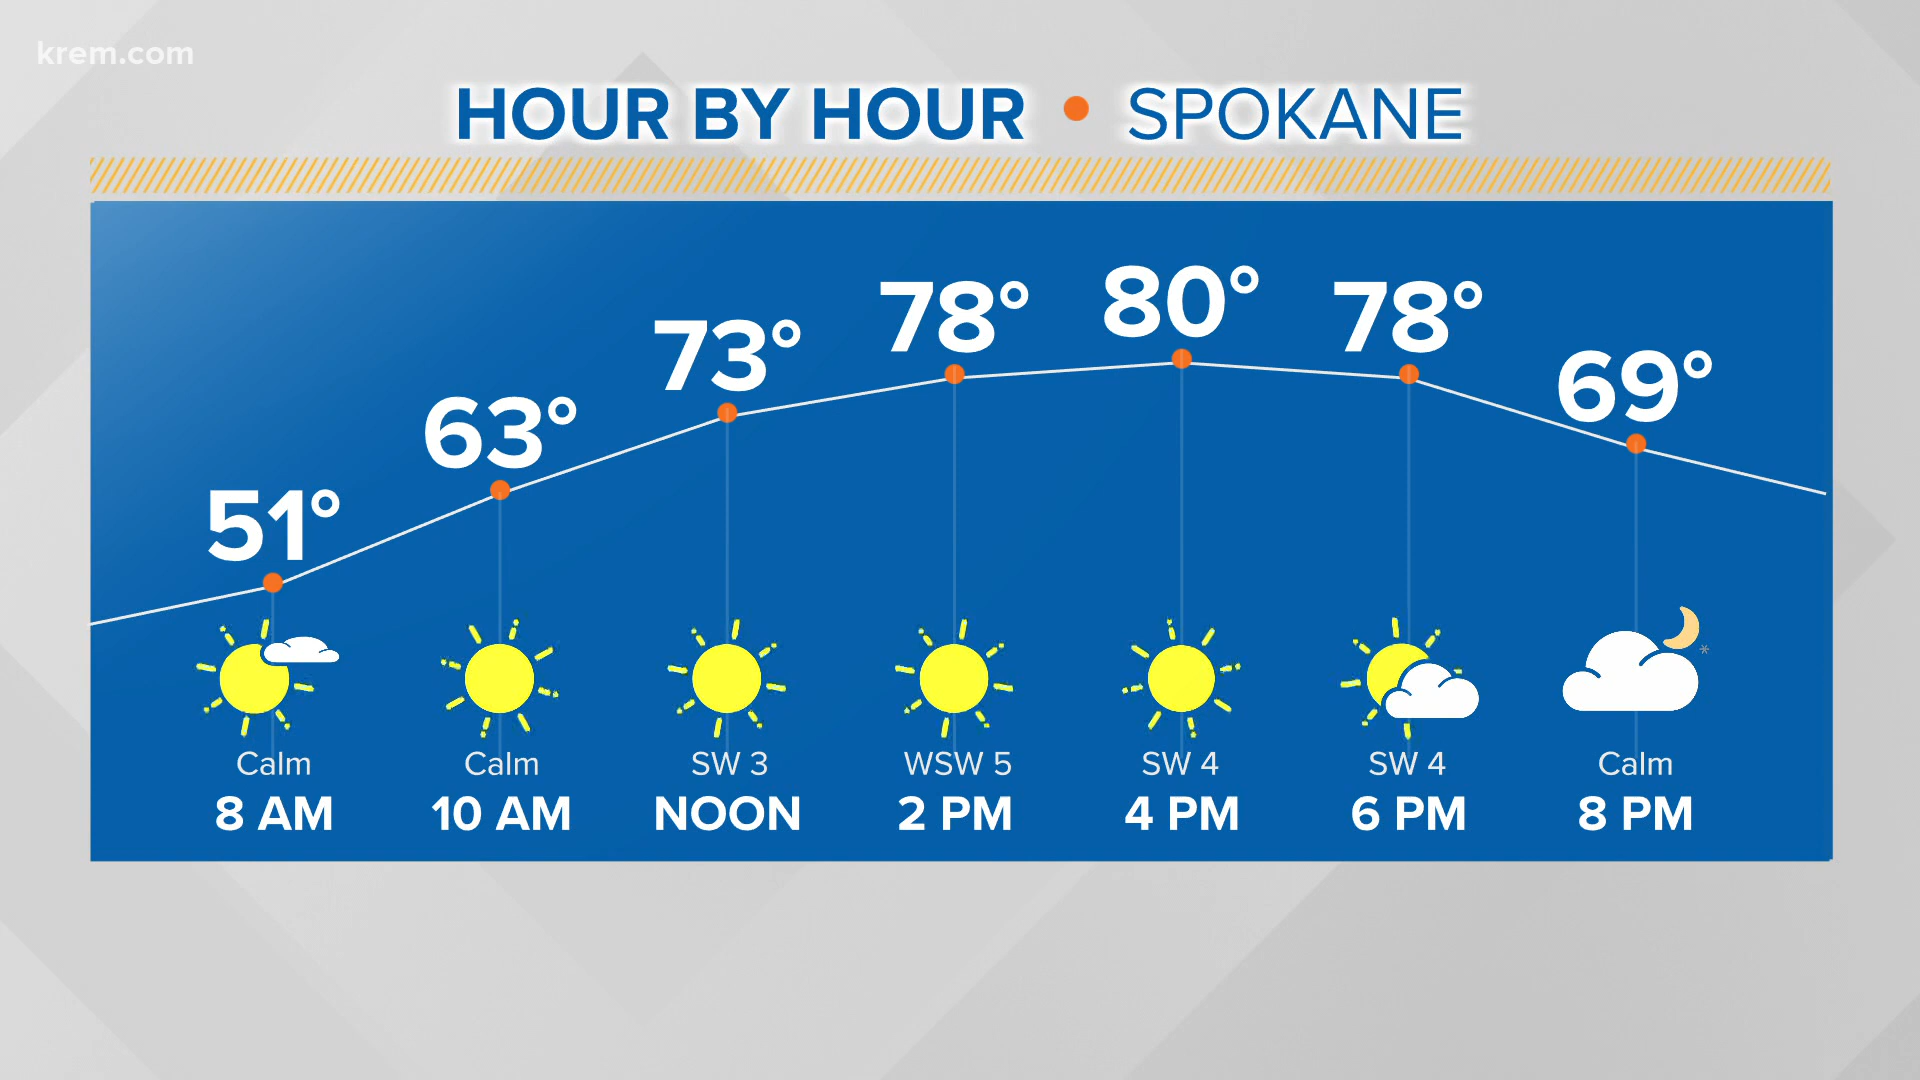 krem.com
HOUR BY HOUR • SPOKANE
51° 63° 73° 78° 80° 78° 69°
Calm Calm SW 3 WSW 5 SW 4 SW 4 Calm
8 AM 10 AM NOON 2 PM 4 PM 6 PM 8 PM